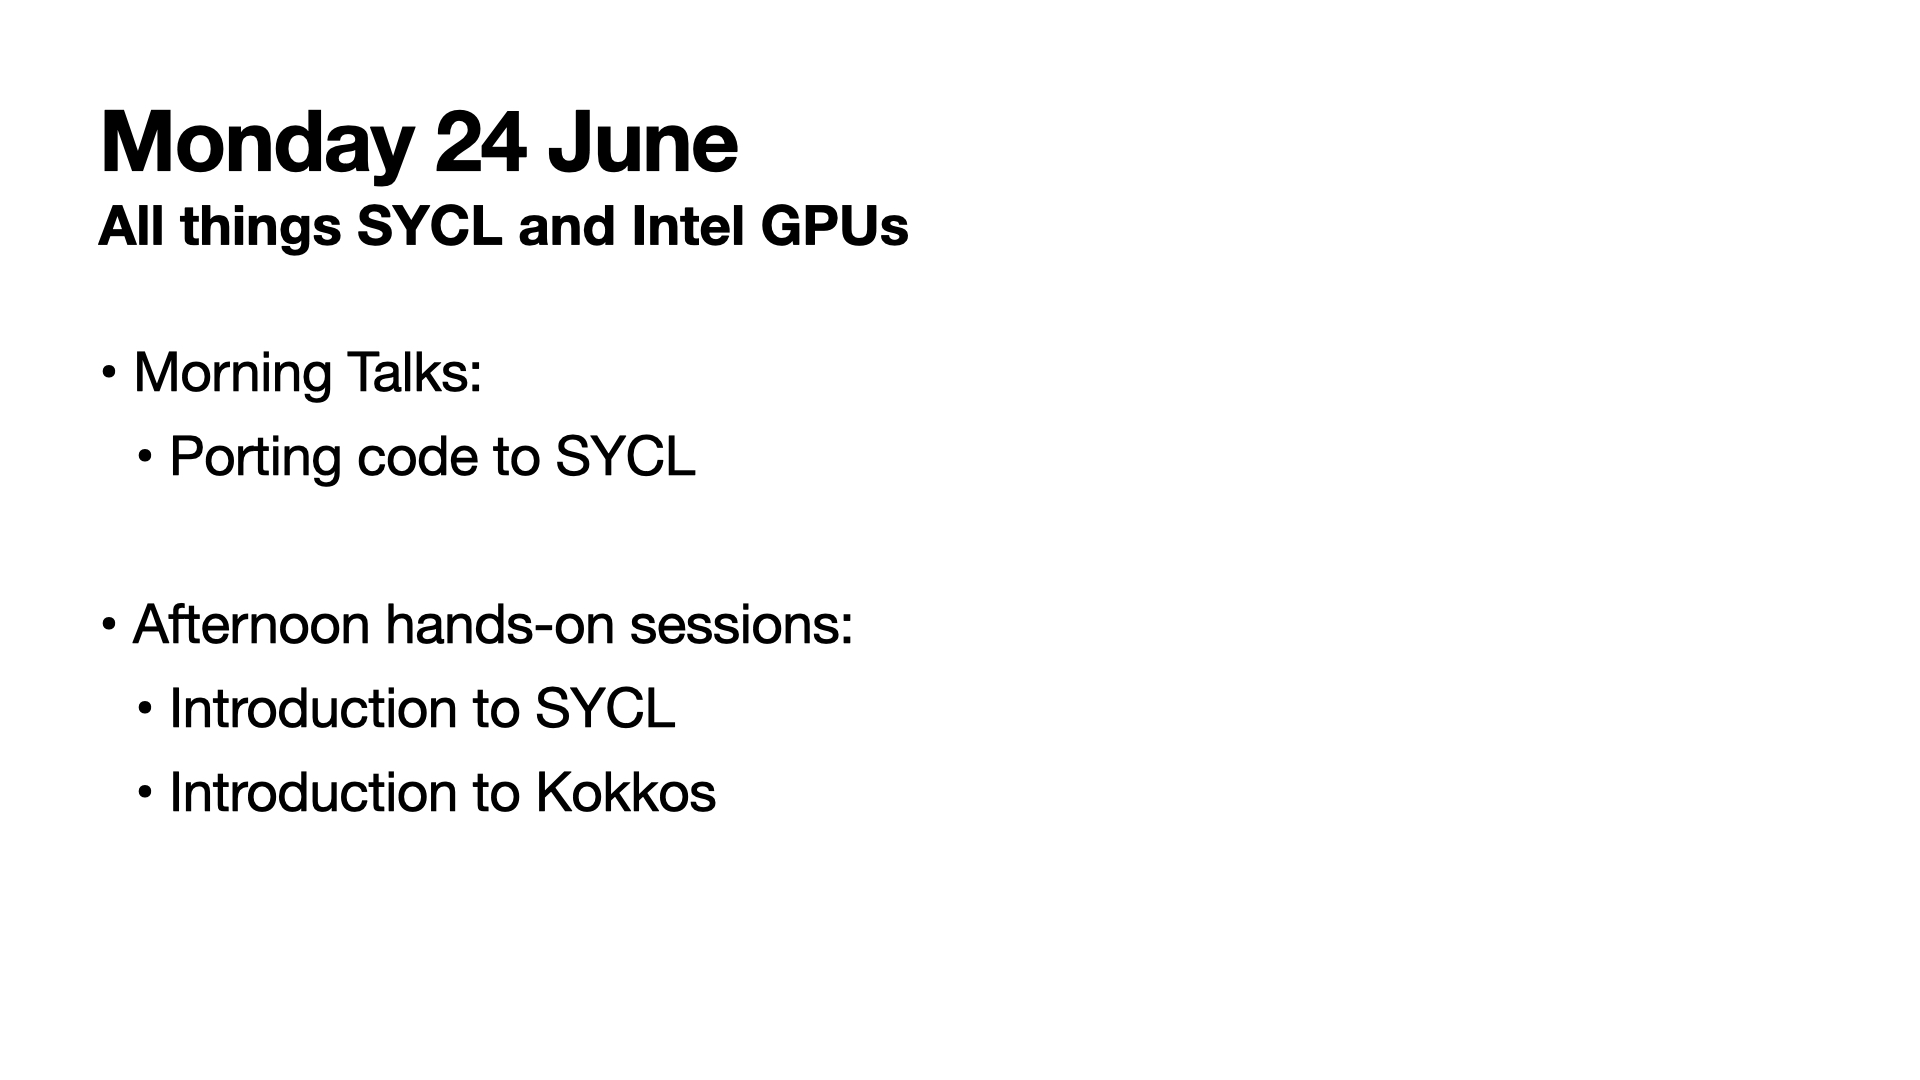 Monday 24 June
All things SYCL and Intel GPUs
• Morning Talks:
• Porting code to SYCL
• Afternoon hands-on sessions:
• Introduction to SYCL
• Introduction to Kokkos